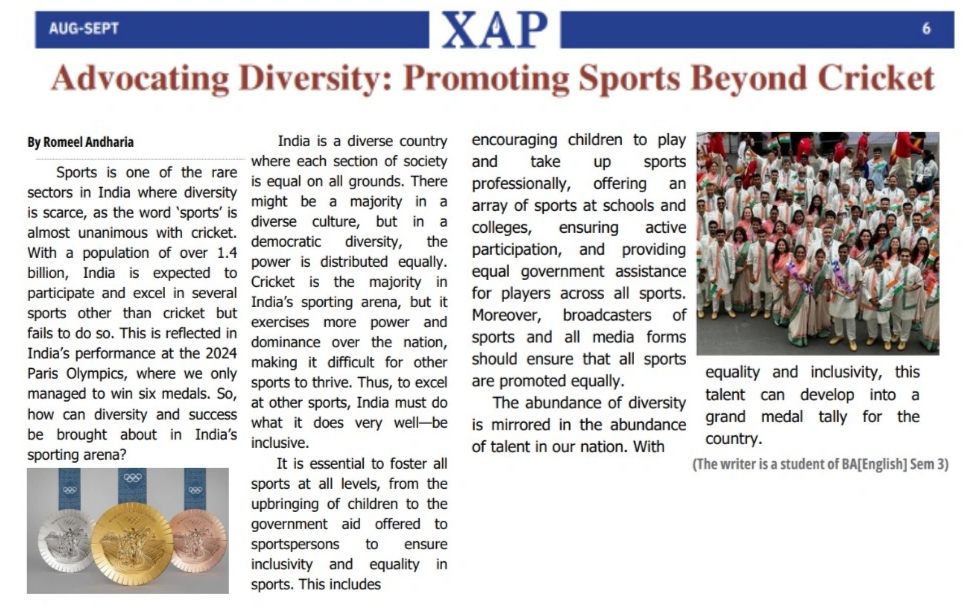 AUG-SEPT
XAP
6
Advocating Diversity: Promoting Sports Beyond Cricket
By Romeel Andharia
Sports is one of the rare
sectors in India where diversity
is scarce, as the word ‘sports’ is
almost unanimous with cricket.
With a population of over 1.4
billion, India is expected to
participate and excel in several
sports other than cricket but
fails to do so. This is reflected in
India’s performance at the 2024
Paris Olympics, where we only
managed to win six medals. So,
how can diversity and success
be brought about in India’s
sporting arena?
India is a diverse country
where each section of society
is equal on all grounds. There
might be a majority in a
diverse culture, but in a
democratic diversity, the
power is distributed equally.
Cricket is the majority in
India’s sporting arena, but it
exercises more power and
dominance over the nation,
making it difficult for other
sports to thrive. Thus, to excel
at other sports, India must do
what it does very well—be
inclusive.
It is essential to foster all
sports at all levels, from the
upbringing of children to the
government aid offered to
sportspersons to ensure
inclusivity and equality in
sports. This includes
encouraging children to play
and take up sports
professionally, offering an
array of sports at schools and
colleges, ensuring active
participation, and providing
equal government assistance
for players across all sports.
Moreover, broadcasters of
sports and all media forms
should ensure that all sports
are promoted equally.
The abundance of diversity
is mirrored in the abundance
of talent in our nation. With
equality and inclusivity, this
talent can develop into a
grand medal tally for the
country.
(The writer is a student of BA[English] Sem 3)